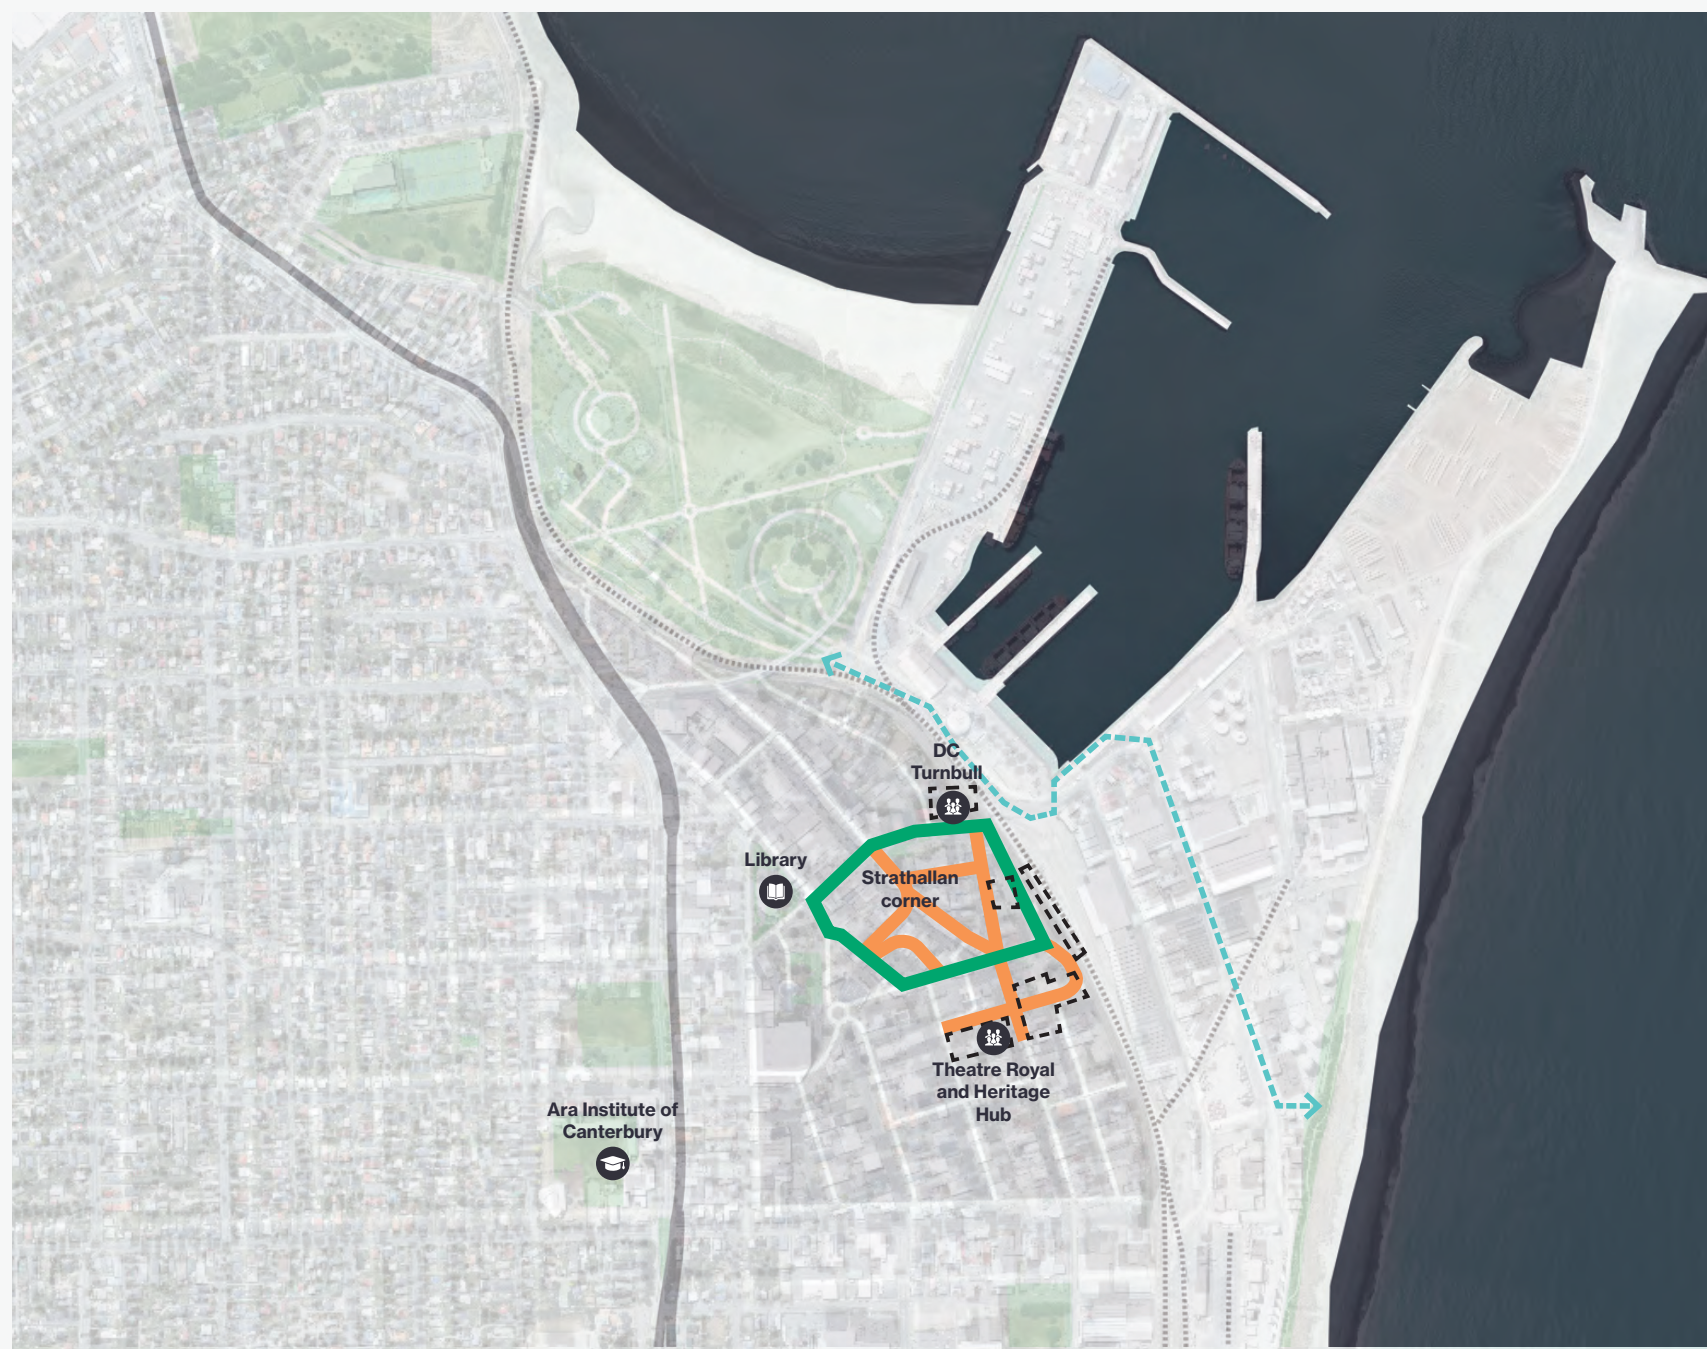 DC
Turnbull
Library
Strathallan
corner
Theatre Royal
and Heritage
Hub
Ara Institute of
Canterbury